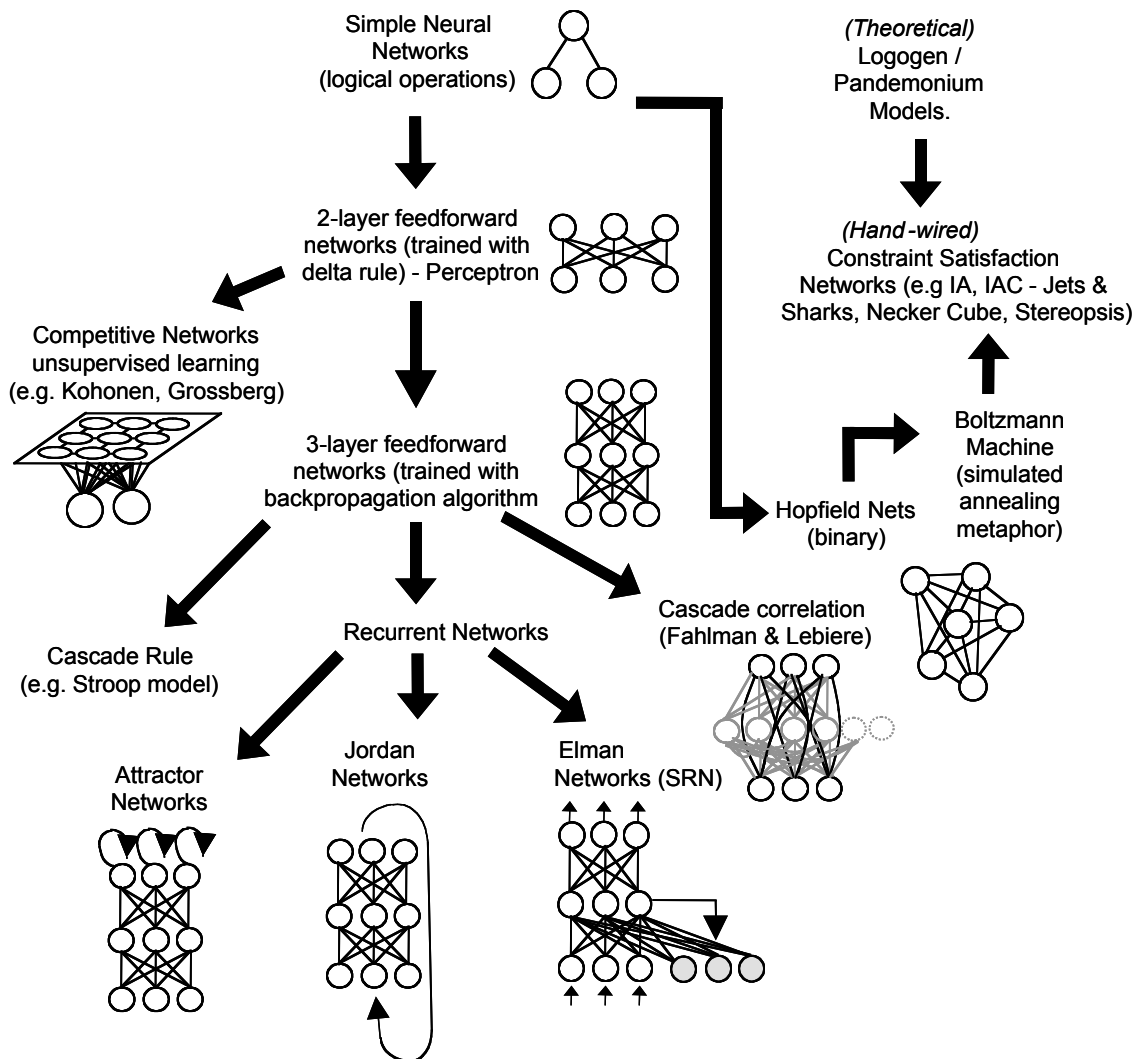 Simple Neural
Networks
(logical operations)
(Theoretical)
Logogen /
Pandemonium
Models.
2-layer feedforward
networks (trained with
delta rule) - Perceptron
(Hand-wired)
Constraint Satisfaction
Networks (e.g IA, IAC - Jets &
Sharks, Necker Cube, Stereopsis)
Competitive Networks
unsupervised learning
(e.g. Kohonen, Grossberg)
3-layer feedforward
networks (trained with
backpropagation algorithm
Boltzmann
Machine
(simulated
annealing
metaphor)
Hopfield Nets
(binary)
Cascade Rule
(e.g. Stroop model)
Recurrent Networks
Cascade correlation
(Fahlman & Lebiere)
Attractor
Networks
Jordan
Networks
Elman
Networks (SRN)